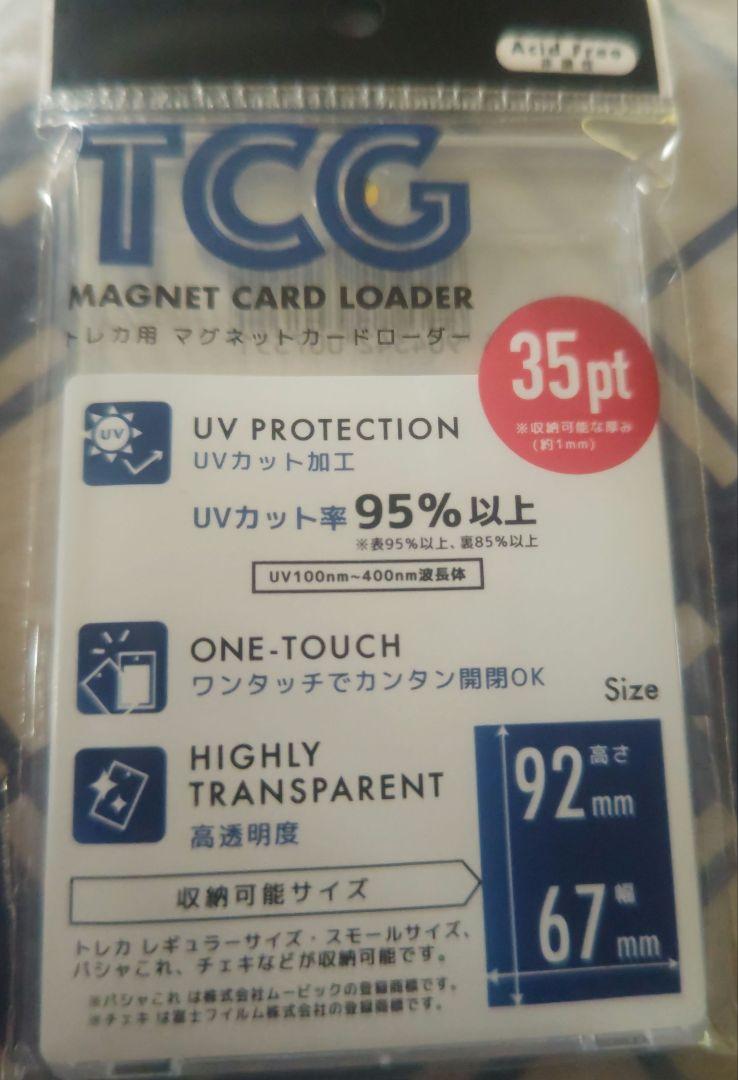 Acid Free
TCG
MAGNET CARD LOADER
トレカ用 マグネットカードローダー
35pt
※収納可能な厚み
(約1mm)
UV
UV PROTECTION
UVカット加工
UVカット率95%以上
※表95%以上、裏85%以上
UV100nm~400nm波長体
ONE-TOUCH
ワンタッチでカンタン開閉OK
HIGHLY
TRANSPARENT
高透明度
Size
高さ
92mm
幅
67mm
収納可能サイズ
トレカ レギュラーサイズ・スモールサイズ、
パシャこれ、チェキなどが収納可能です。
※パシャこれ は株式会社ムービックの登録商標です。
※チェキ は富士フイルム株式会社の登録商標です。